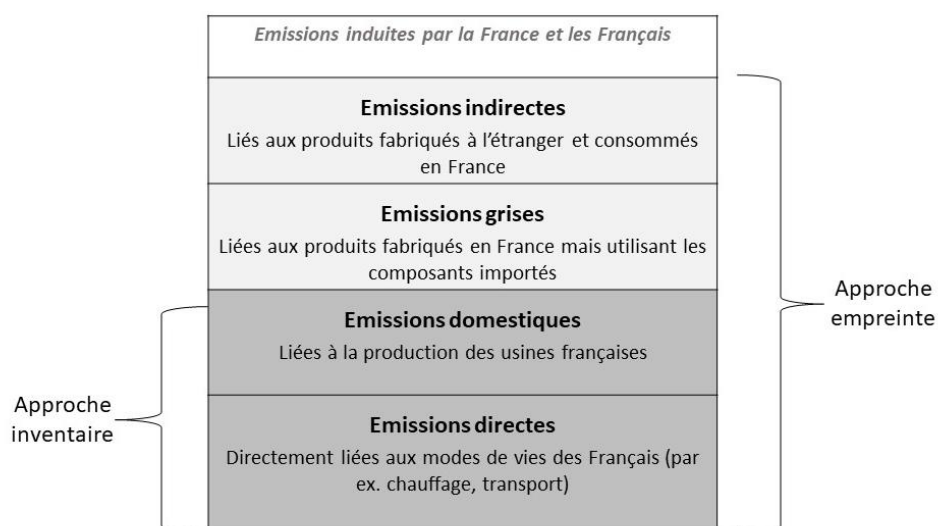 Emissions induites par la France et les Français
Emissions indirectes
Liés aux produits fabriqués à l'étranger et consommés
en France
Emissions grises
Liées aux produits fabriqués en France mais utilisant les
composants importés
Emissions domestiques
Liées à la production des usines françaises
Emissions directes
Directement liées aux modes de vies des Français (par
ex. chauffage, transport)
Approche
inventaire
Approche
empreinte